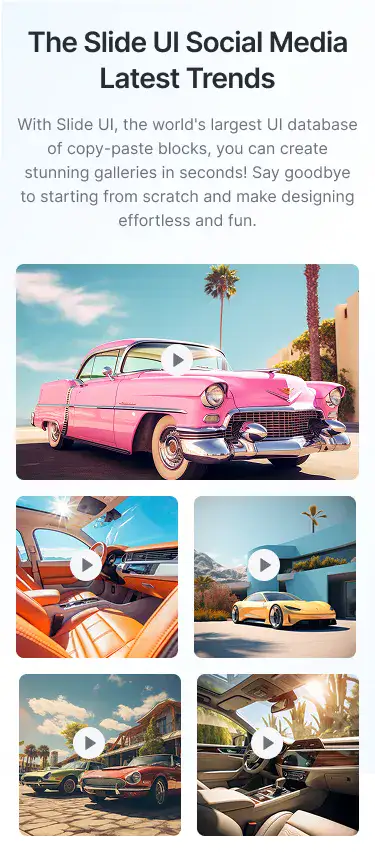 The Slide UI Social Media
Latest Trends
With Slide UI, the world's largest UI database
of copy-paste blocks, you can create
stunning galleries in seconds! Say goodbye
to starting from scratch and make designing
effortless and fun.